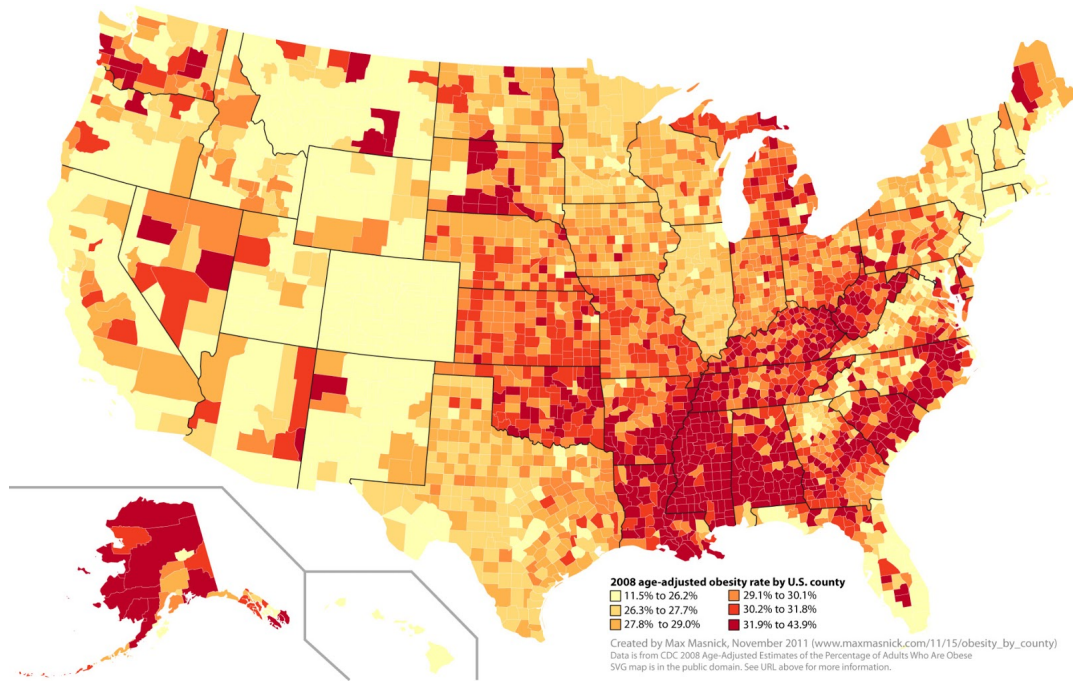 2008 age-adjusted obesity rate by U.S. county
11.5% to 26.2% 29.1% to 30.1%
26.3% to 27.7% 30.2% to 31.8%
27.8% to 29.0% 31.9% to 43.9%
Created by Max Masnick, November 2011 (www.maxmasnick.com/11/15/obesity_by_county)
Data is from CDC 2008 Age-Adjusted Estimates of the Percentage of Adults Who Are Obese
SVG map is in the public domain. See URL above for more information.